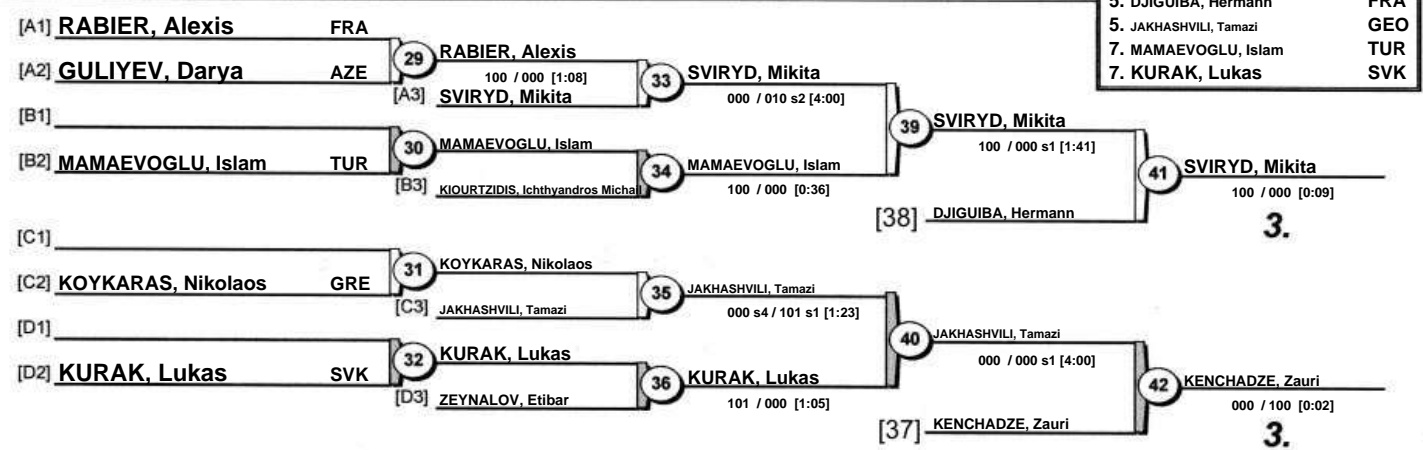 5. DJIGUIBA, Hermann FRA
5. JAKHASHVILI, Tamazi GEO
7. MAMAEVOGLU, Islam TUR
7. KURAK, Lukas SVK
[A1] RABIER, Alexis FRA
[A2] GULIYEV, Darya AZE
29
RABIER, Alexis
100 / 000 [1:08]
[A3] SVIRYD, Mikita
33
SVIRYD, Mikita
000 / 010 s2 [4:00]
[B1]
[B2] MAMAEVOGLU, Islam TUR
30
MAMAEVOGLU, Islam
[B3] KIOURTZIDIS, Ichthyandros Michail
34
MAMAEVOGLU, Islam
100 / 000 [0:36]
39
SVIRYD, Mikita
100 / 000 s1 [1:41]
[38] DJIGUIBA, Hermann
41
SVIRYD, Mikita
100 / 000 [0:09]
3.
[C1]
[C2] KOYKARAS, Nikolaos GRE
31
KOYKARAS, Nikolaos
[C3] JAKHASHVILI, Tamazi
35
JAKHASHVILI, Tamazi
000 s4 / 101 s1 [1:23]
[D1]
[D2] KURAK, Lukas SVK
32
KURAK, Lukas
[D3] ZEYNALOV, Etibar
36
KURAK, Lukas
101 / 000 [1:05]
40
JAKHASHVILI, Tamazi
000 / 000 s1 [4:00]
[37] KENCHADZE, Zauri
42
KENCHADZE, Zauri
000 / 100 [0:02]
3.